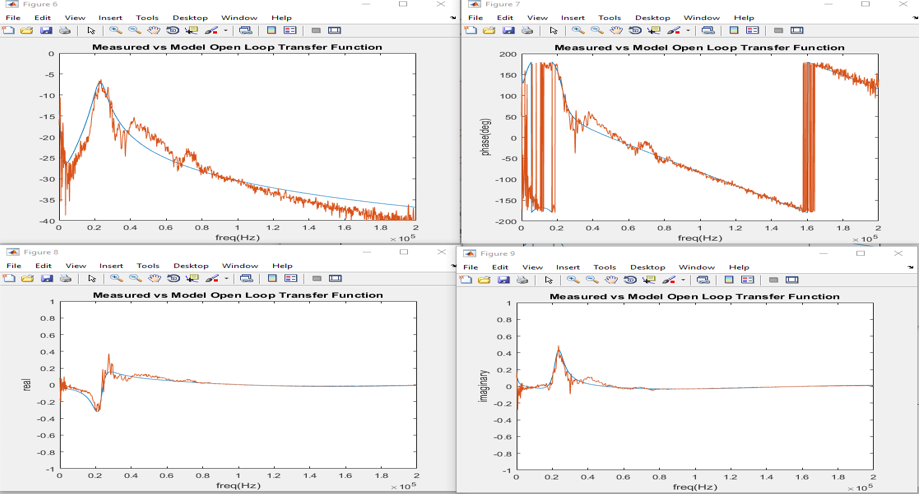 Figure 6
File Edit View Insert Tools Desktop Window Help
Measured vs Model Open Loop Transfer Function
0
-5
-10
-15
-20
-25
-30
-35
-40
0 0.2 0.4 0.6 0.8 1 1.2 1.4 1.6 1.8 2
freq(Hz)
×10^5
Figure 7
File Edit View Insert Tools Desktop Window Help
Measured vs Model Open Loop Transfer Function
phase(deg)
200
150
100
50
0
-50
-100
-150
-200
0 0.2 0.4 0.6 0.8 1 1.2 1.4 1.6 1.8 2
freq(Hz)
×10^5
Figure 8
File Edit View Insert Tools Desktop Window Help
Measured vs Model Open Loop Transfer Function
real
1
0.8
0.6
0.4
0.2
0
-0.2
-0.4
-0.6
-0.8
-1
0 0.2 0.4 0.6 0.8 1 1.2 1.4 1.6 1.8 2
freq(Hz)
×10^5
Figure 9
File Edit View Insert Tools Desktop Window Help
Measured vs Model Open Loop Transfer Function
imaginary
1
0.8
0.6
0.4
0.2
0
-0.2
-0.4
-0.6
-0.8
-1
0 0.2 0.4 0.6 0.8 1 1.2 1.4 1.6 1.8 2
freq(Hz)
×10^5